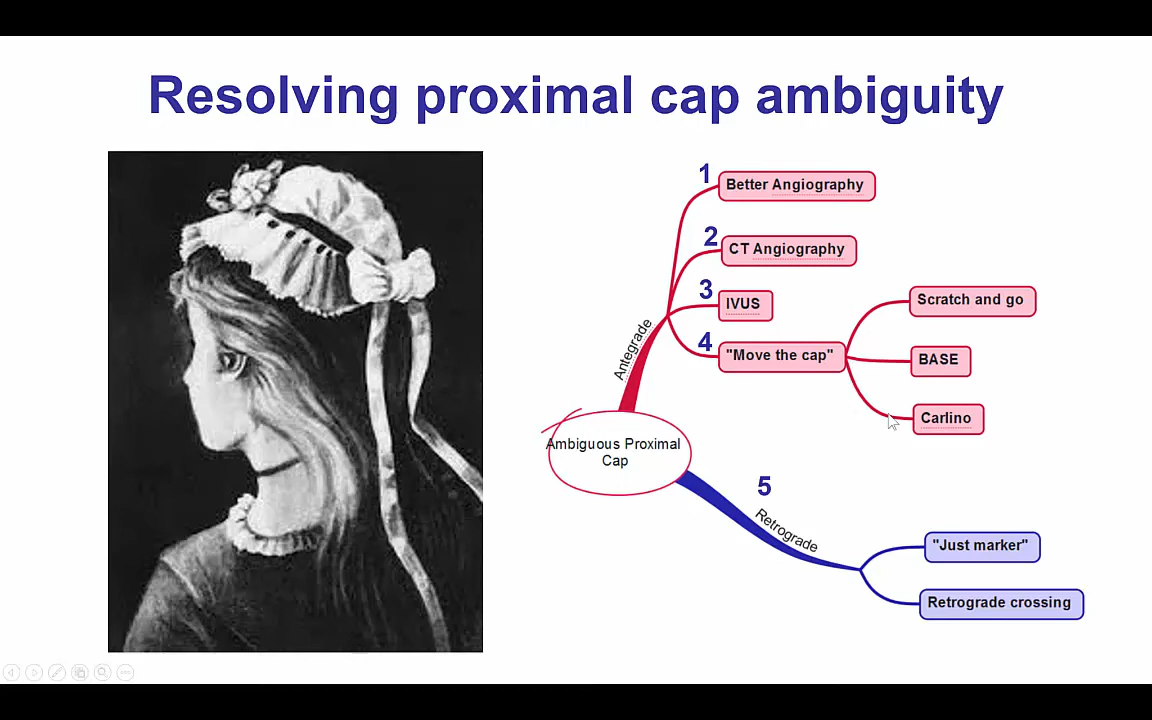 Resolving proximal cap ambiguity
1
Better Angiography
2
CT Angiography
3
IVUS
4
"Move the cap"
Scratch and go
BASE
Carlino
Antegrade
Ambiguous Proximal
Cap
5
Retrograde
"Just marker"
Retrograde crossing